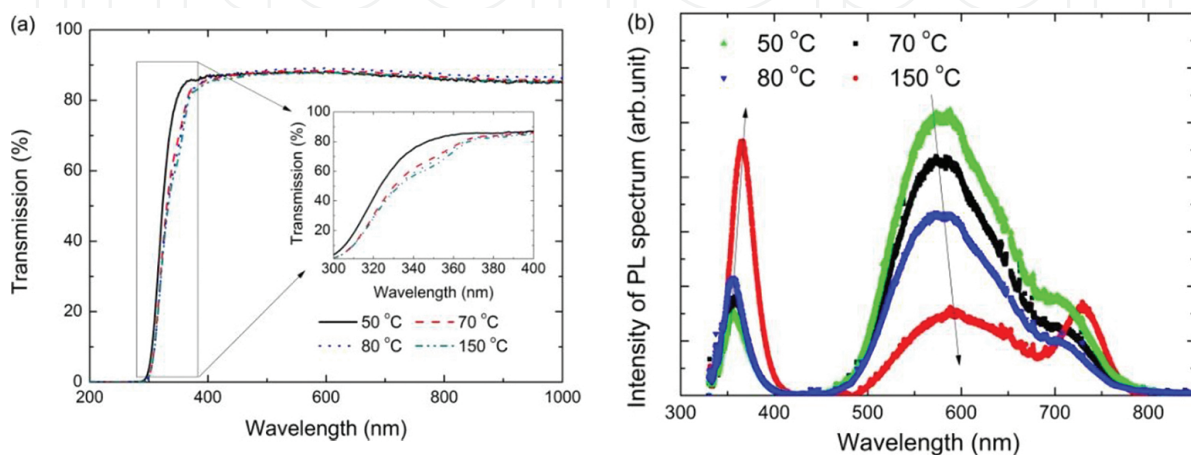 (a)
100
80
60
40
20
0
Transmission (%)
200 400 600 800 1000
Wavelength (nm)
100
80
60
40
20
Transmission (%)
300 320 340 360 380 400
Wavelength (nm)
50 °C 70 °C
80 °C 150 °C
(b)
50 °C 70 °C
80 °C 150 °C
Intensity of PL spectrum (arb.unit)
300 400 500 600 700 800
Wavelength (nm)